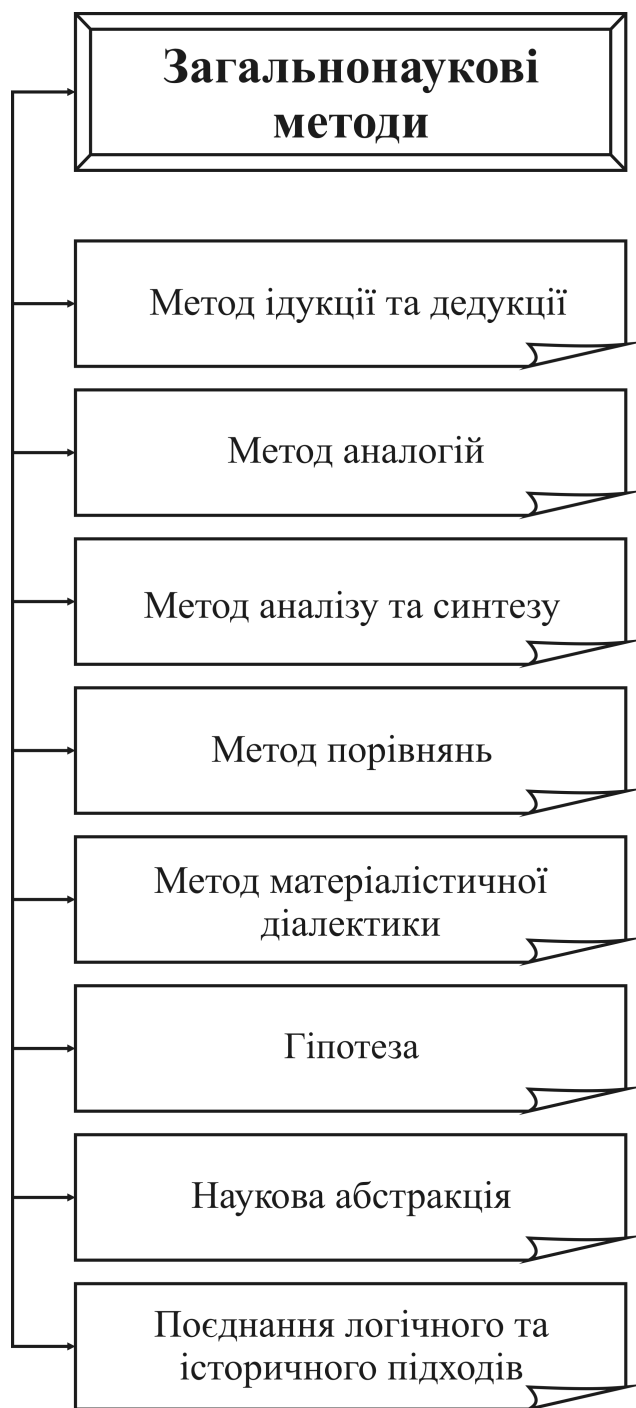 Загальнонаукові
методи
Метод ідукції та дедукції
Метод аналогій
Метод аналізу та синтезу
Метод порівнянь
Метод матеріалістичної
діалектики
Гіпотеза
Наукова абстракція
Поєднання логічного та
історичного підходів